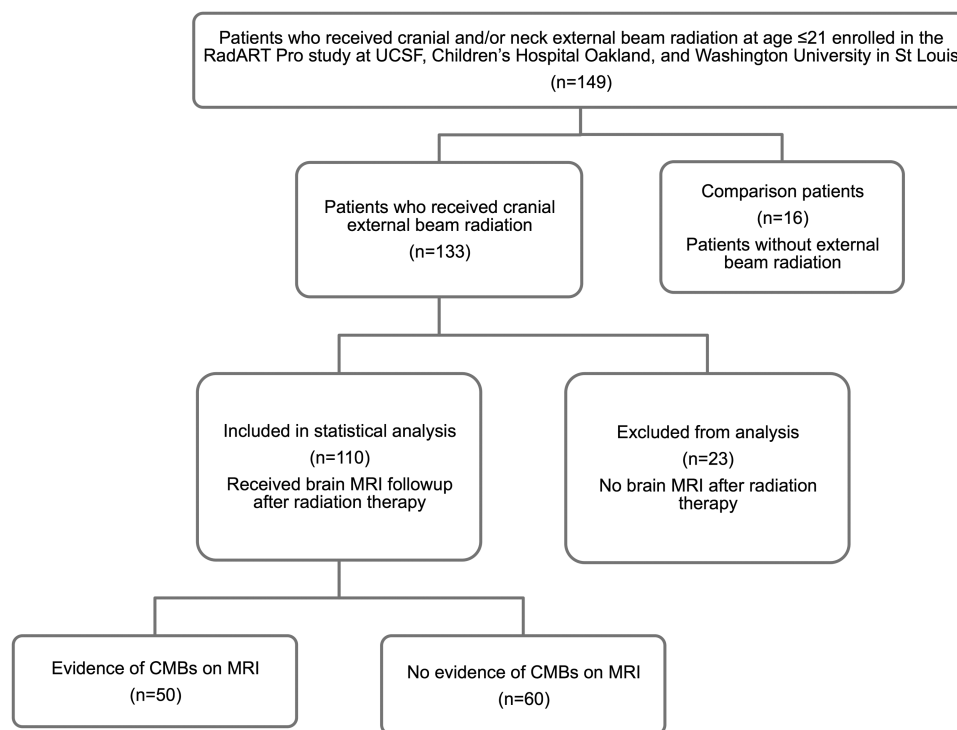 Patients who received cranial and/or neck external beam radiation at age ≤21 enrolled in the
RadART Pro study at UCSF, Children's Hospital Oakland, and Washington University in St Louis
(n=149)
Patients who received cranial
external beam radiation
(n=133)
Comparison patients
(n=16)
Patients without external
beam radiation
Included in statistical analysis
(n=110)
Received brain MRI followup
after radiation therapy
Excluded from analysis
(n=23)
No brain MRI after radiation
therapy
Evidence of CMBs on MRI
(n=50)
No evidence of CMBs on MRI
(n=60)